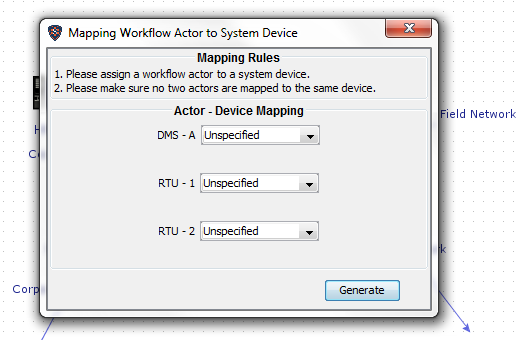 Mapping Workflow Actor to System Device
Mapping Rules
1. Please assign a workflow actor to a system device.
2. Please make sure no two actors are mapped to the same device.
Actor - Device Mapping
DMS - A Unspecified
RTU - 1 Unspecified
RTU - 2 Unspecified
Generate
Field Network
H
Co
rk
Corp